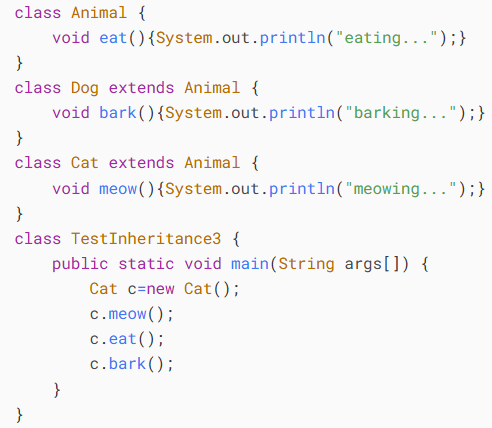 class Animal {
    void eat(){System.out.println("eating...");}
}
class Dog extends Animal {
    void bark(){System.out.println("barking...");}
}
class Cat extends Animal {
    void meow(){System.out.println("meowing...");}
}
class TestInheritance3 {
    public static void main(String args[]) {
        Cat c=new Cat();
        c.meow();
        c.eat();
        c.bark();
    }
}